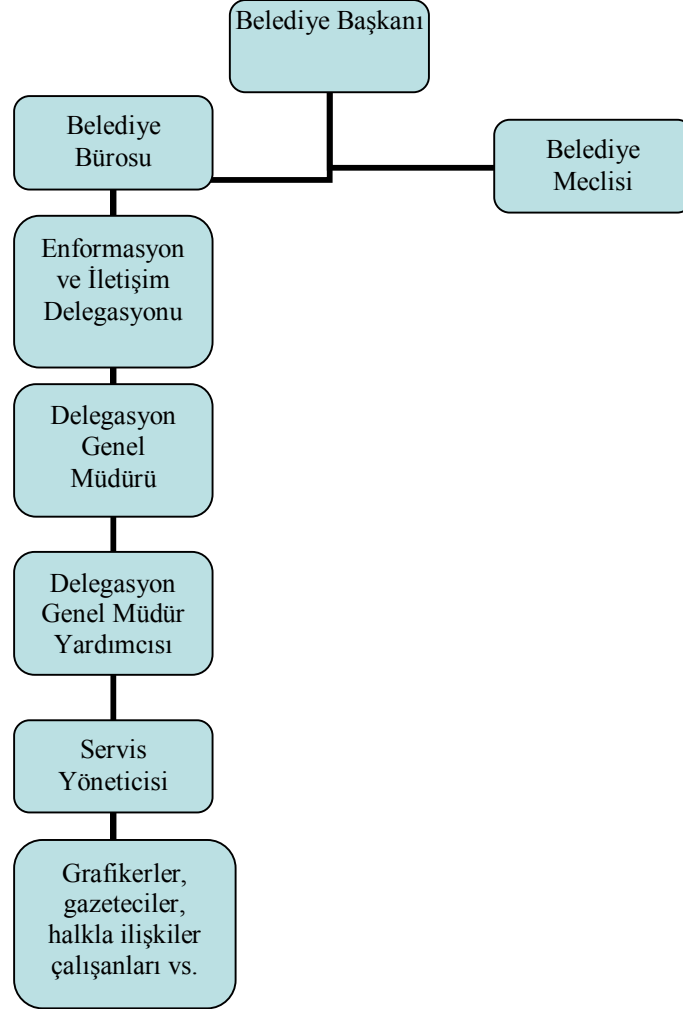 Belediye Başkanı
Belediye
Bürosu
Belediye
Meclisi
Enformasyon
ve İletişim
Delegasyonu
Delegasyon
Genel
Müdürü
Delegasyon
Genel Müdür
Yardımcısı
Servis
Yöneticisi
Grafikerler,
gazeteciler,
halkla ilişkiler
çalışanları vs.